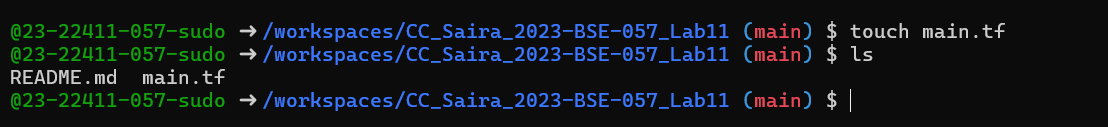 @23-22411-057-sudo → /workspaces/CC_Saira_2023-BSE-057_Lab11 (main) $ touch main.tf
@23-22411-057-sudo → /workspaces/CC_Saira_2023-BSE-057_Lab11 (main) $ ls
README.md  main.tf
@23-22411-057-sudo → /workspaces/CC_Saira_2023-BSE-057_Lab11 (main) $